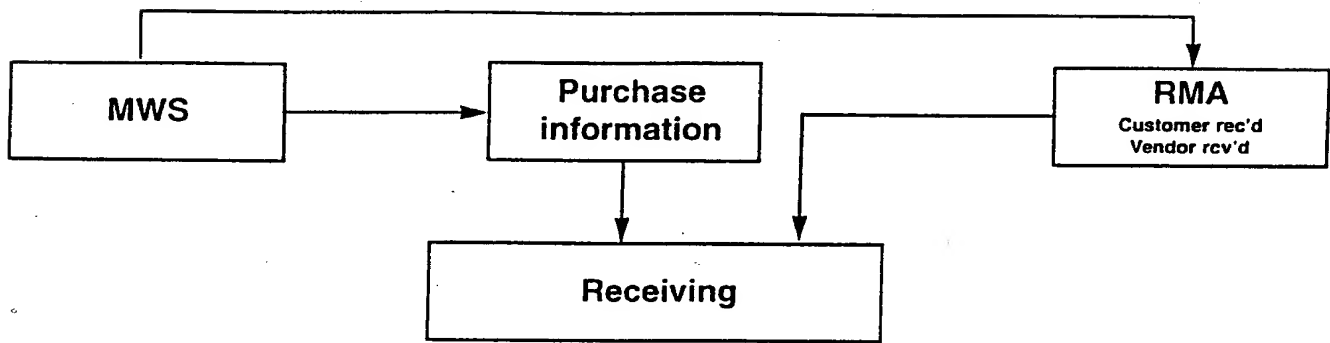 MWS
Purchase
information
RMA
Customer rec'd
Vendor rcv'd
Receiving